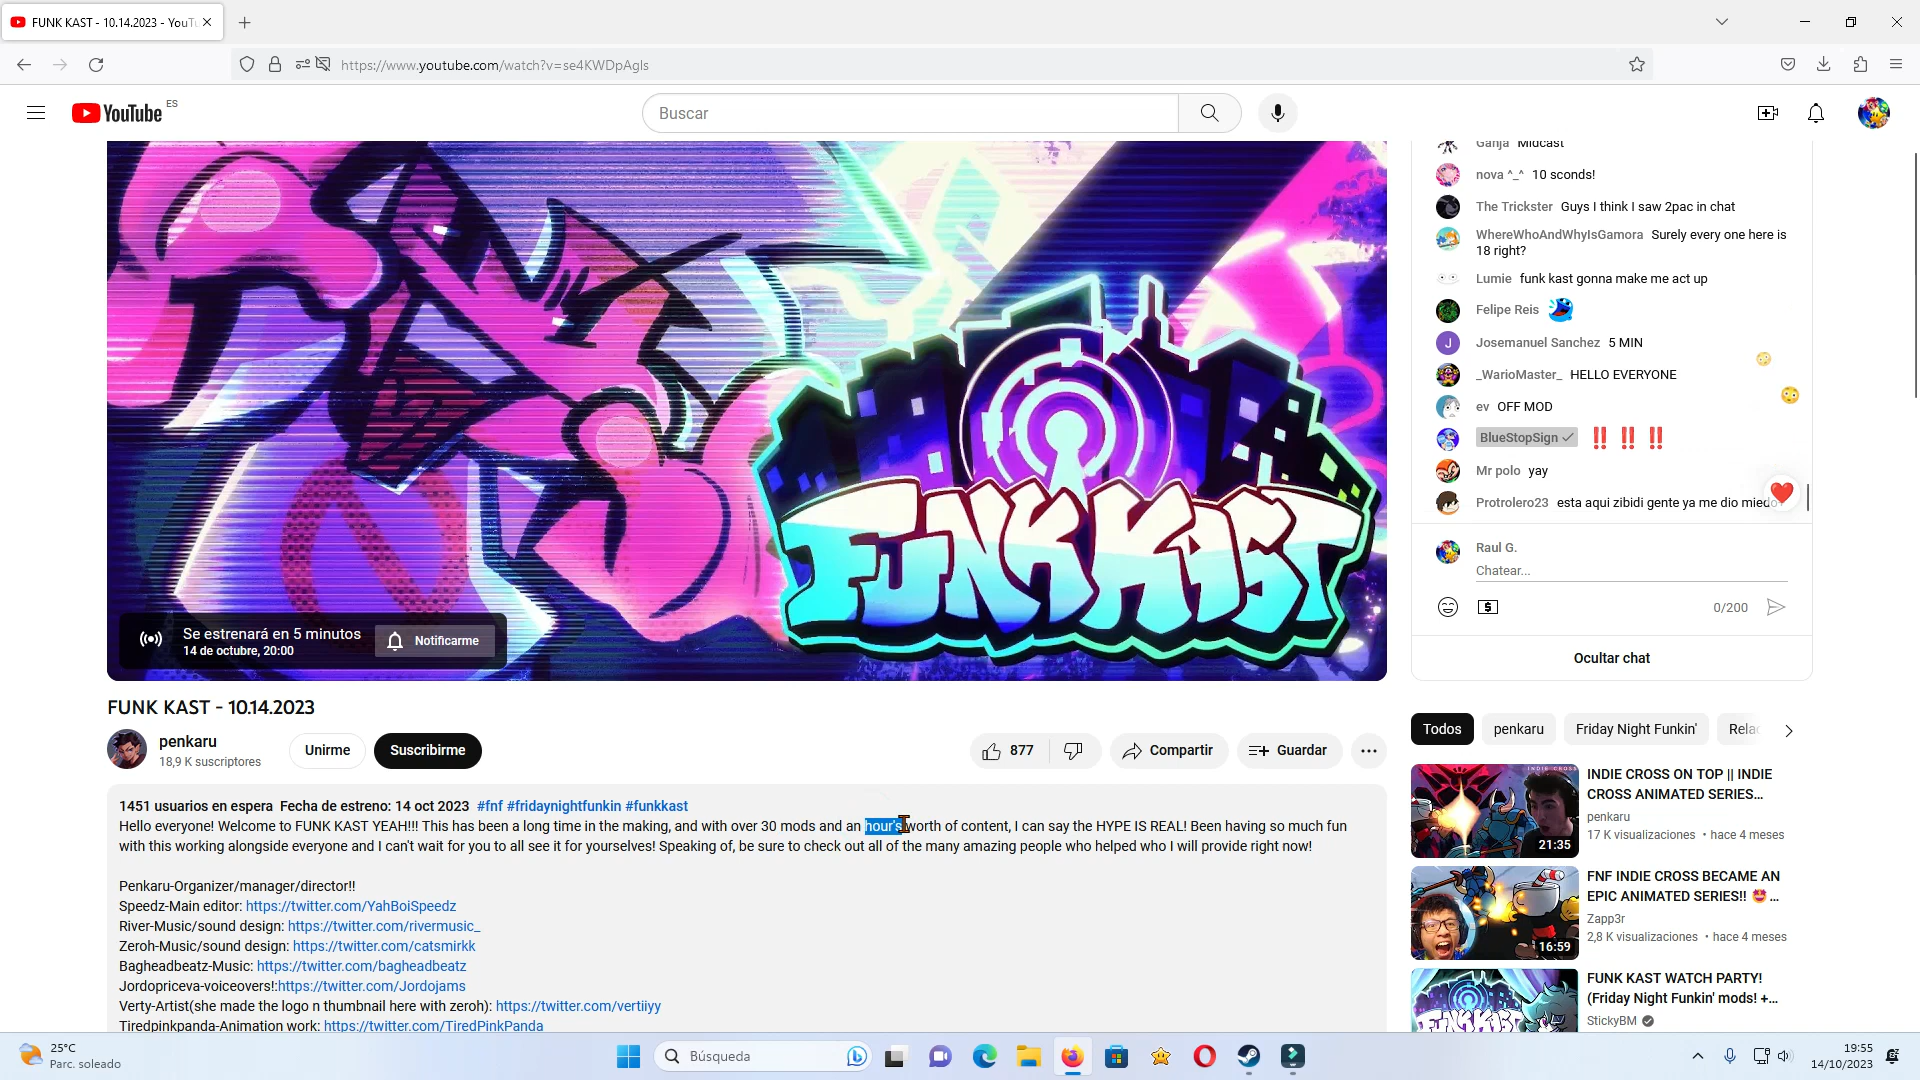 FUNK KAST - 10.14.2023 - YouTu
https://www.youtube.com/watch?v=se4KWDpAgls
YouTube ES
Buscar
FUNK KAST
Se estrenará en 5 minutos
14 de octubre, 20:00
Notificarme
Ganja Midcast
nova ^_^ 10 sconds!
The Trickster Guys I think I saw 2pac in chat
WhereWhoAndWhyIsGamora Surely every one here is
18 right?
Lumie funk kast gonna make me act up
Felipe Reis
J Josemanuel Sanchez 5 MIN
_WarioMaster_ HELLO EVERYONE
ev OFF MOD
BlueStopSign ‼️ ‼️ ‼️
Mr polo yay
Protrolero23 esta aqui zibidi gente ya me dio miedo
Raul G.
Chatear...
0/200
Ocultar chat
FUNK KAST - 10.14.2023
penkaru
18,9 K suscriptores
Unirme
Suscribirme
877
Compartir
Guardar
1451 usuarios en espera Fecha de estreno: 14 oct 2023 #fnf #fridaynightfunkin #funkkast
Hello everyone! Welcome to FUNK KAST YEAH!!! This has been a long time in the making, and with over 30 mods and an hour's worth of content, I can say the HYPE IS REAL! Been having so much fun
with this working alongside everyone and I can't wait for you to all see it for yourselves! Speaking of, be sure to check out all of the many amazing people who helped who I will provide right now!
Penkaru-Organizer/manager/director!!
Speedz-Main editor: https://twitter.com/YahBoiSpeedz
River-Music/sound design: https://twitter.com/rivermusic_
Zeroh-Music/sound design: https://twitter.com/catsmirkk
Bagheadbeatz-Music: https://twitter.com/bagheadbeatz
Jordopriceva-voiceovers!:https://twitter.com/Jordojams
Verty-Artist(she made the logo n thumbnail here with zeroh): https://twitter.com/vertiiyy
Tiredpinkpanda-Animation work: https://twitter.com/TiredPinkPanda
Todos
penkaru
Friday Night Funkin'
Relac
INDIE CROSS ON TOP || INDIE
CROSS ANIMATED SERIES...
penkaru
17 K visualizaciones • hace 4 meses
INDIE CROSS
21:35
FNF INDIE CROSS BECAME AN
EPIC ANIMATED SERIES!! 🤩...
Zapp3r
2,8 K visualizaciones • hace 4 meses
16:59
FUNK KAST WATCH PARTY!
(Friday Night Funkin' mods! +...
StickyBM
25°C
Parc. soleado
Búsqueda
19:55
14/10/2023